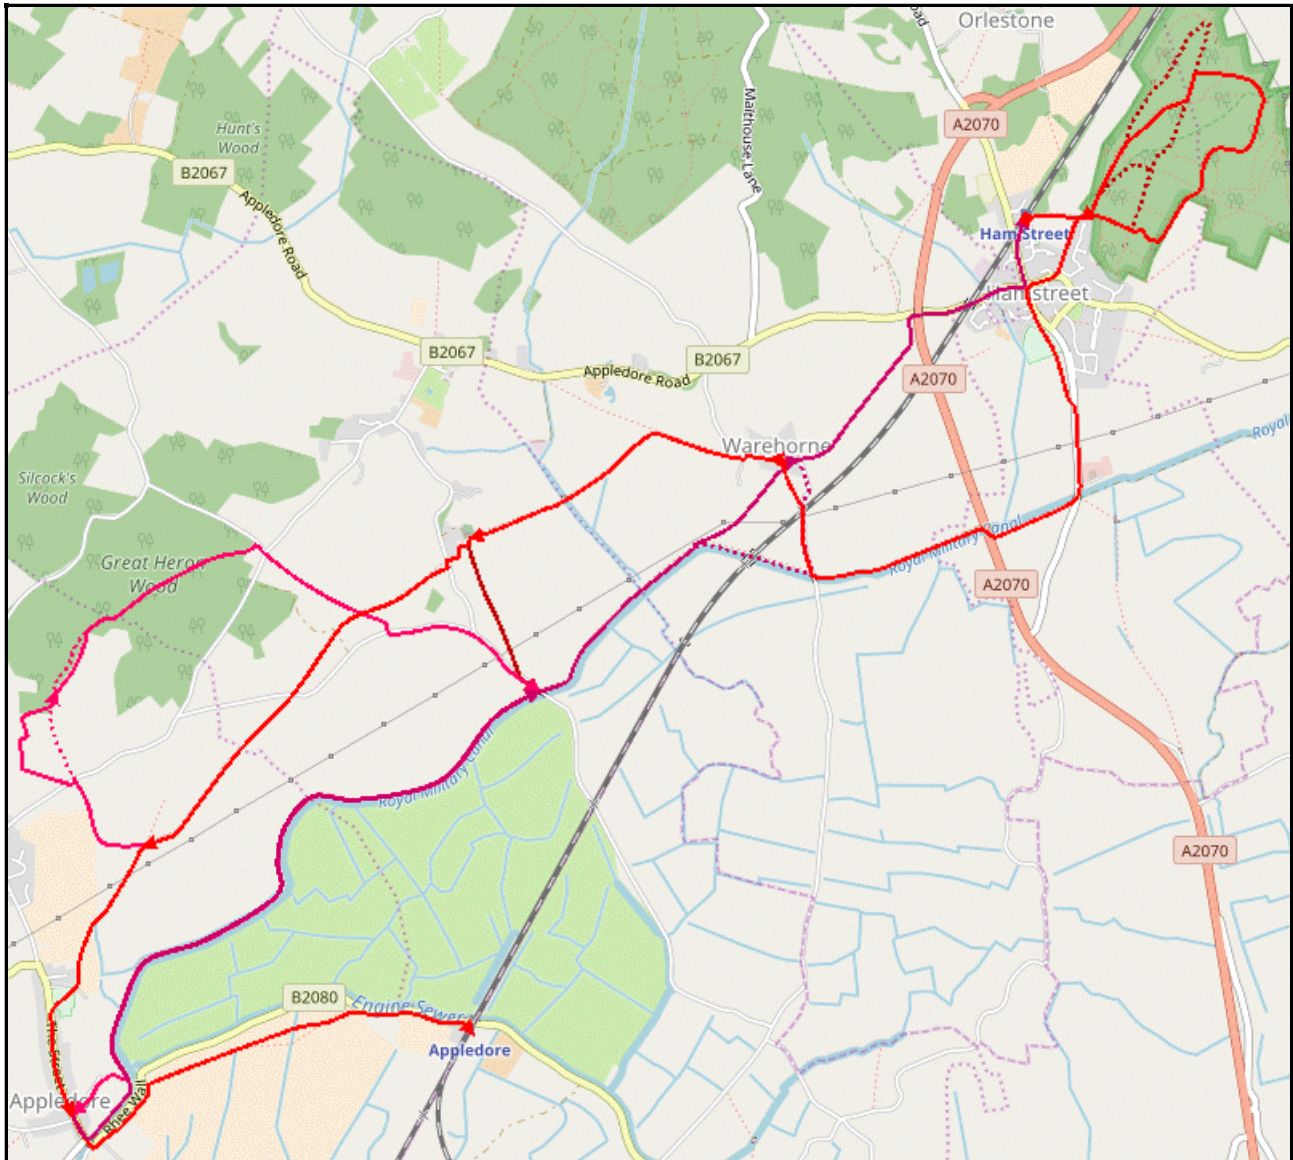 Orlestone
A2070
Malthouse Lane
Hunt's
Wood
B2067
Appledore Road
Ham Street
Hamstreet
B2067
B2067
Appledore Road
A2070
Warehorne
Royal
Silcock's
Wood
Great Heron
Wood
Royal Military Canal
A2070
Royal Military Canal
A2070
B2080
Engine Sewer
The Street
Appledore
Appledore
Rhee Wall